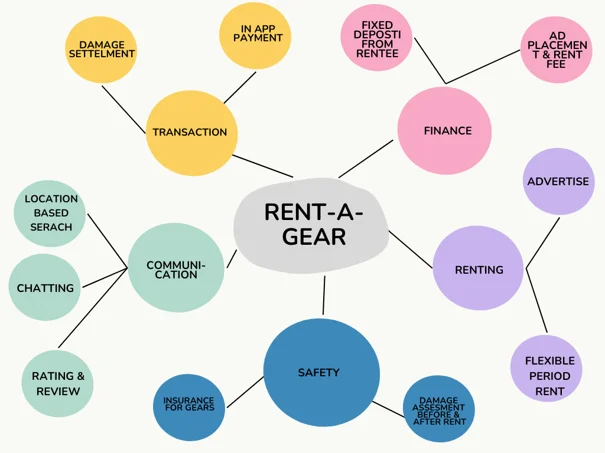 DAMAGE
SETTELMENT
IN APP
PAYMENT
FIXED
DEPOSTI
FROM
RENTEE
AD
PLACEMEN
T & RENT
FEE
TRANSACTION
FINANCE
ADVERTISE
LOCATION
BASED
SERACH
RENT-A-
GEAR
COMMUNI-
CATION
RENTING
CHATTING
RATING &
REVIEW
SAFETY
FLEXIBLE
PERIOD
RENT
INSURANCE
FOR GEARS
DAMAGE
ASSESMENT
BEFORE &
AFTER RENT